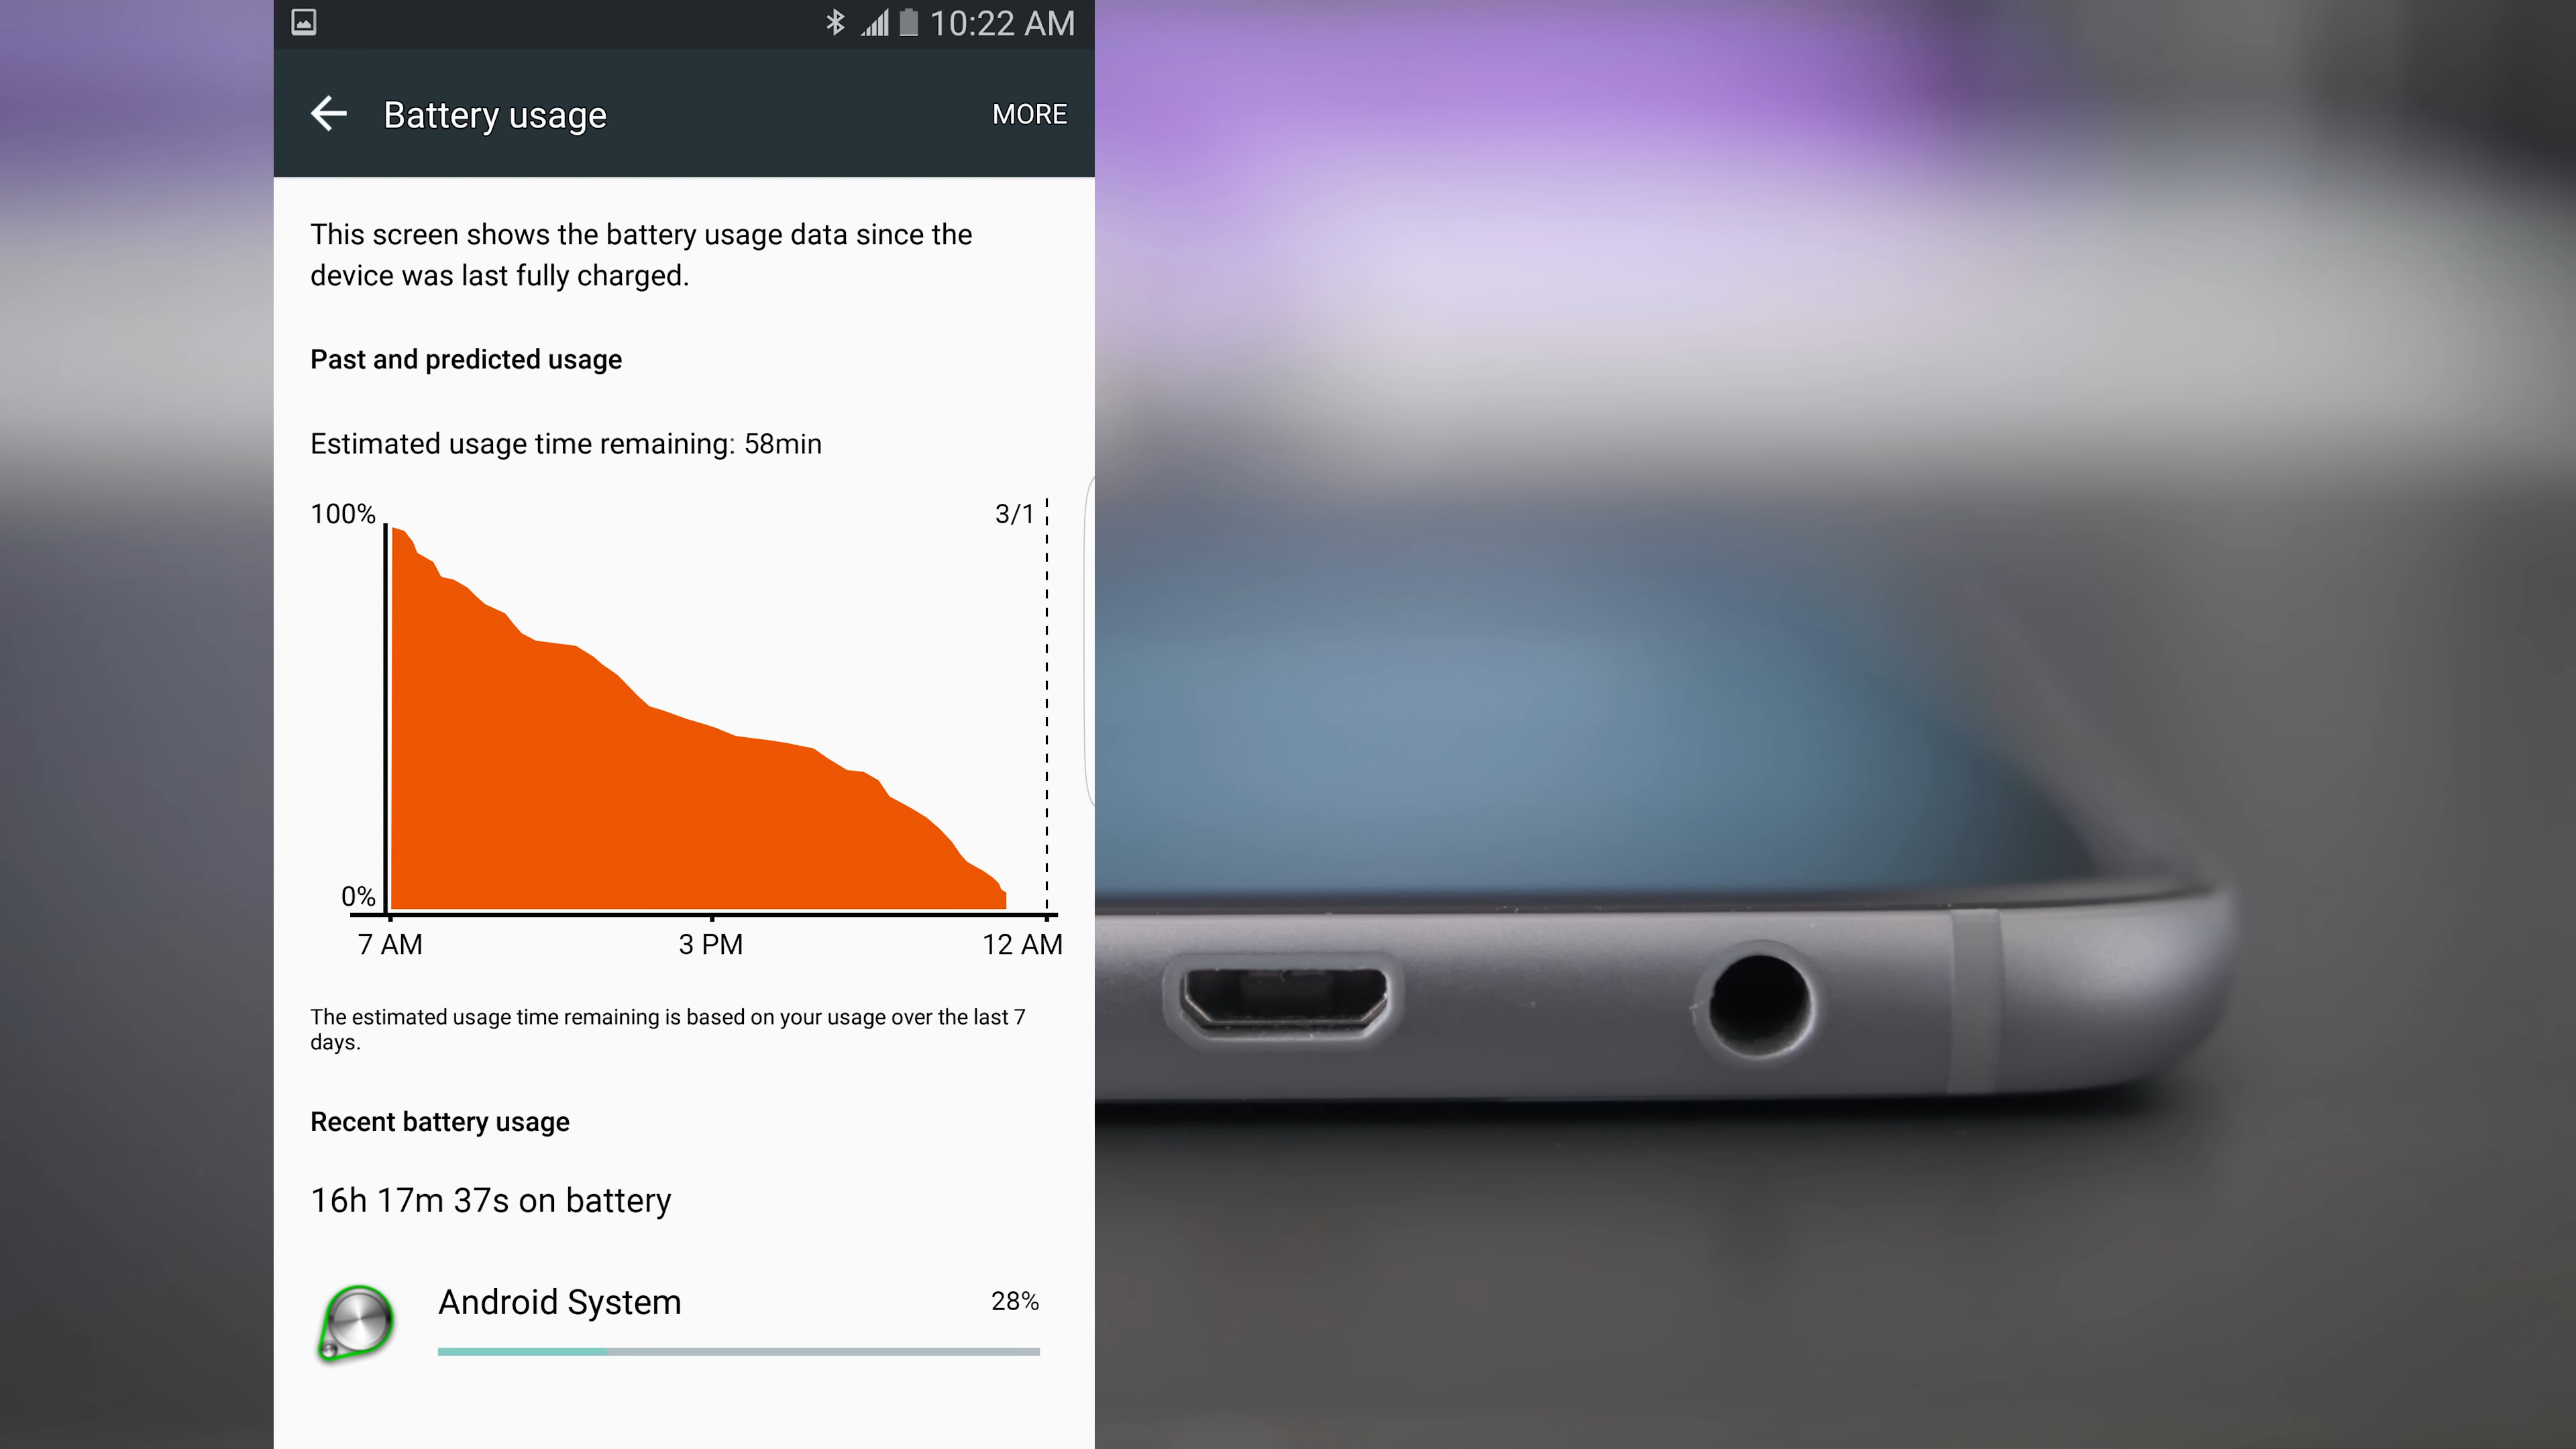 10:22 AM
Battery usage
MORE
This screen shows the battery usage data since the
device was last fully charged.
Past and predicted usage
Estimated usage time remaining: 58min
100%
3/1
0%
7 AM
3 PM
12 AM
The estimated usage time remaining is based on your usage over the last 7
days.
Recent battery usage
16h 17m 37s on battery
Android System
28%